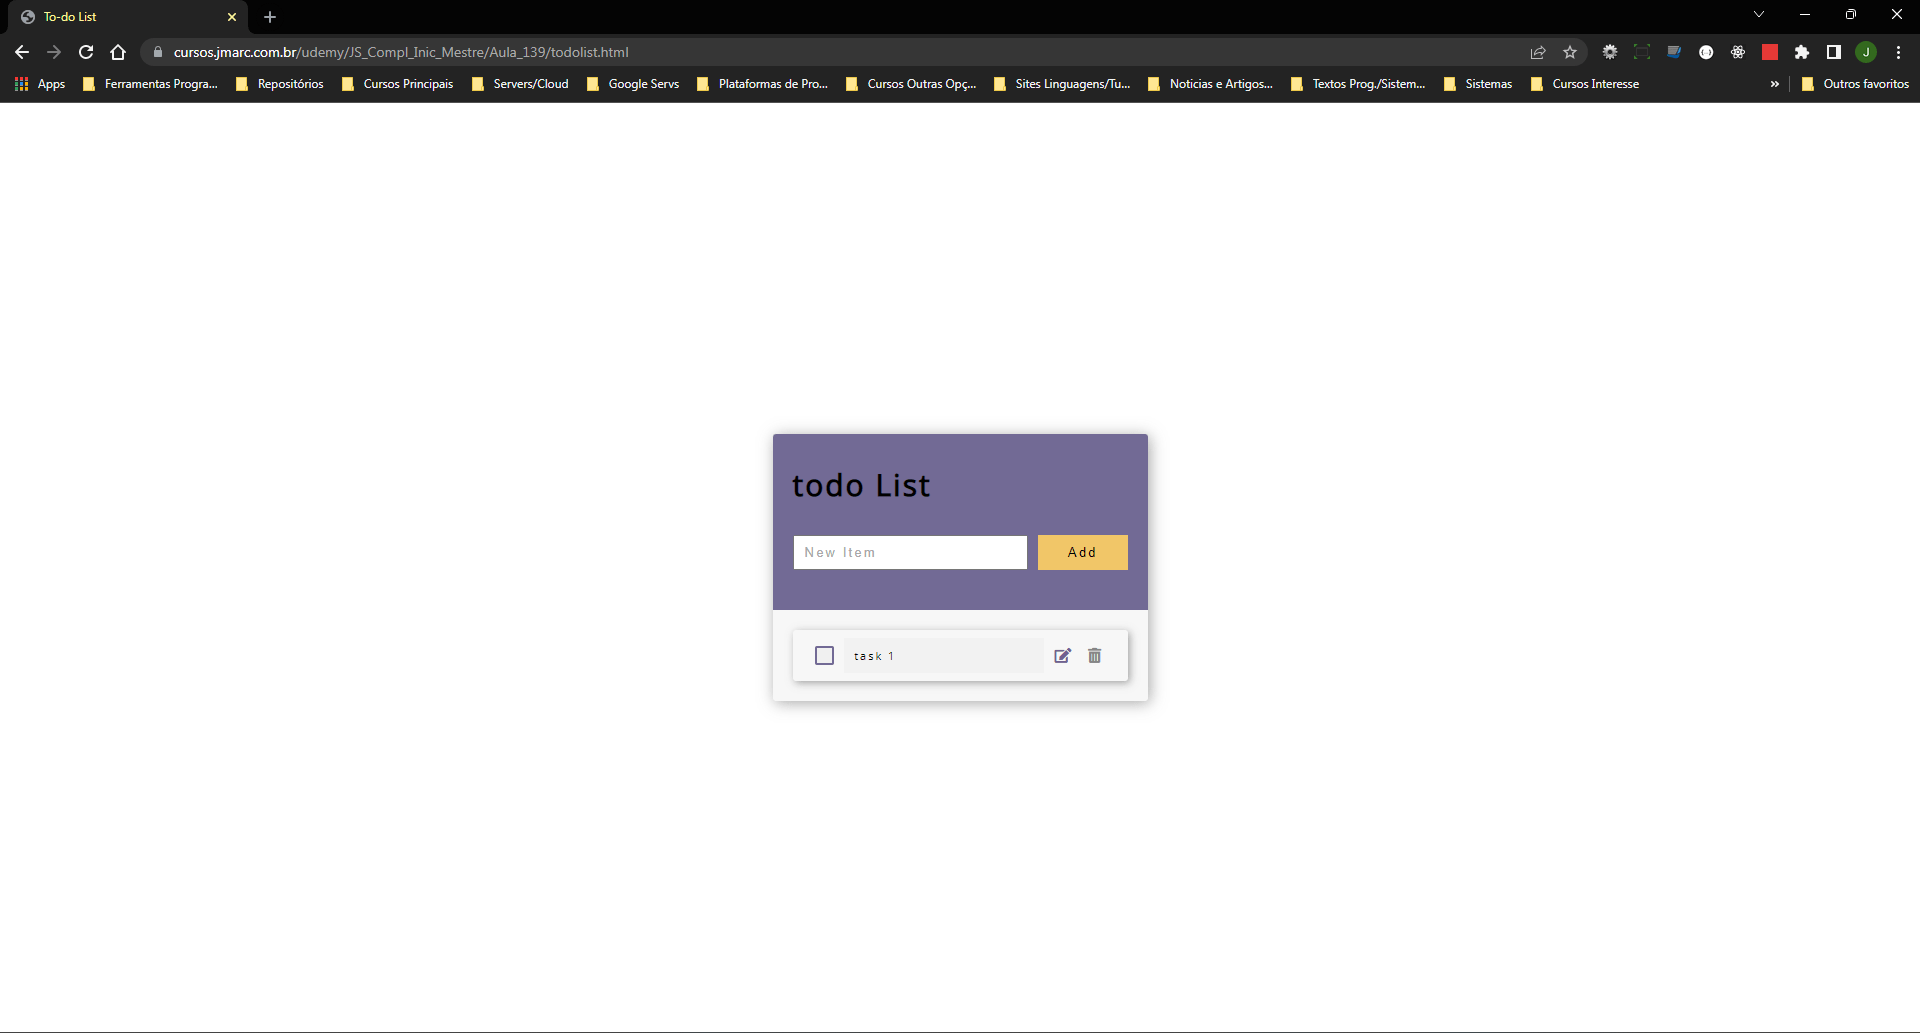 To-do List
cursos.jmarc.com.br/udemy/JS_Compl_Inic_Mestre/Aula_139/todolist.html
J
Apps Ferramentas Progra... Repositórios Cursos Principais Servers/Cloud Google Servs Plataformas de Pro... Cursos Outras Opç... Sites Linguagens/Tu... Noticias e Artigos... Textos Prog./Sistem... Sistemas Cursos Interesse » Outros favoritos
todo List
New Item Add
task 1